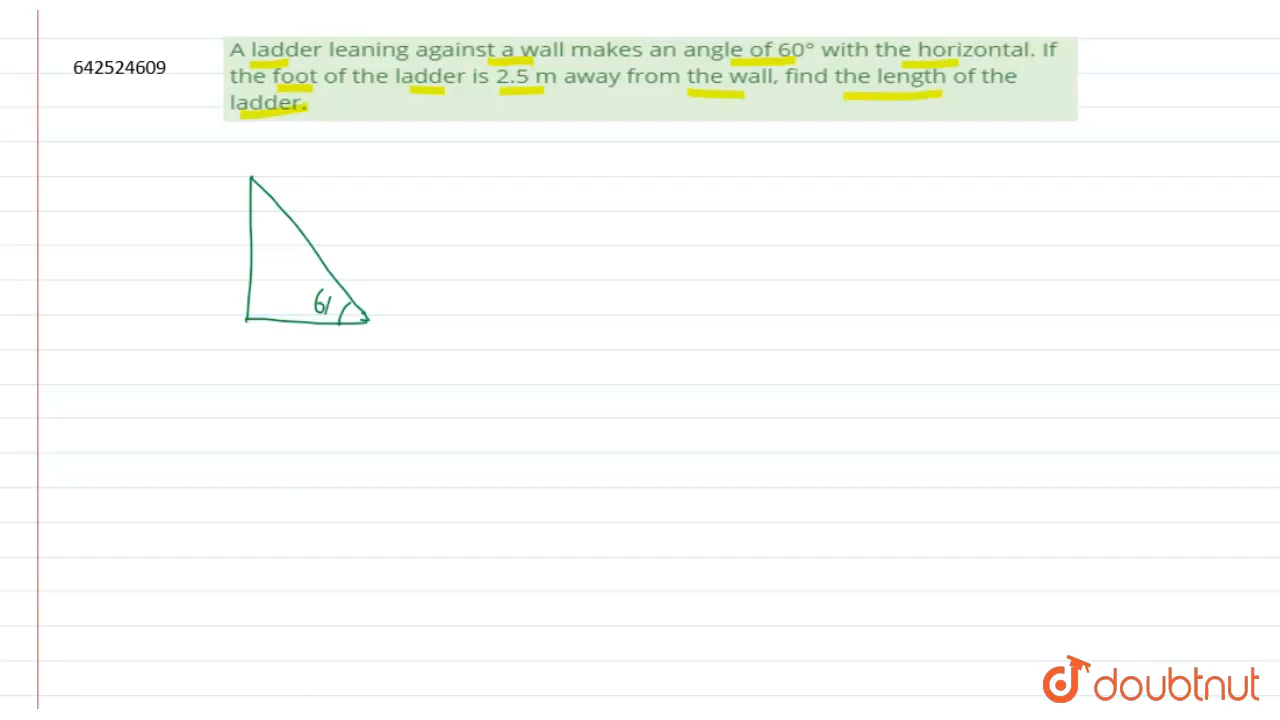 642524609
A ladder leaning against a wall makes an angle of 60° with the horizontal. If
the foot of the ladder is 2.5 m away from the wall, find the length of the
ladder.
doubtnut